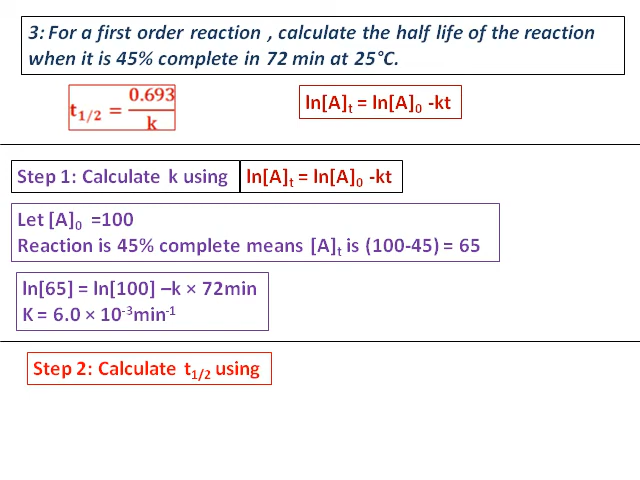 3: For a first order reaction , calculate the half life of the reaction
when it is 45% complete in 72 min at 25°C.
t₁/₂ = 0.693/k
ln[A]ₜ = ln[A]₀ -kt
Step 1: Calculate k using ln[A]ₜ = ln[A]₀ -kt
Let [A]₀ =100
Reaction is 45% complete means [A]ₜ is (100-45) = 65
ln[65] = ln[100] –k × 72min
K = 6.0 × 10⁻³min⁻¹
Step 2: Calculate t₁/₂ using